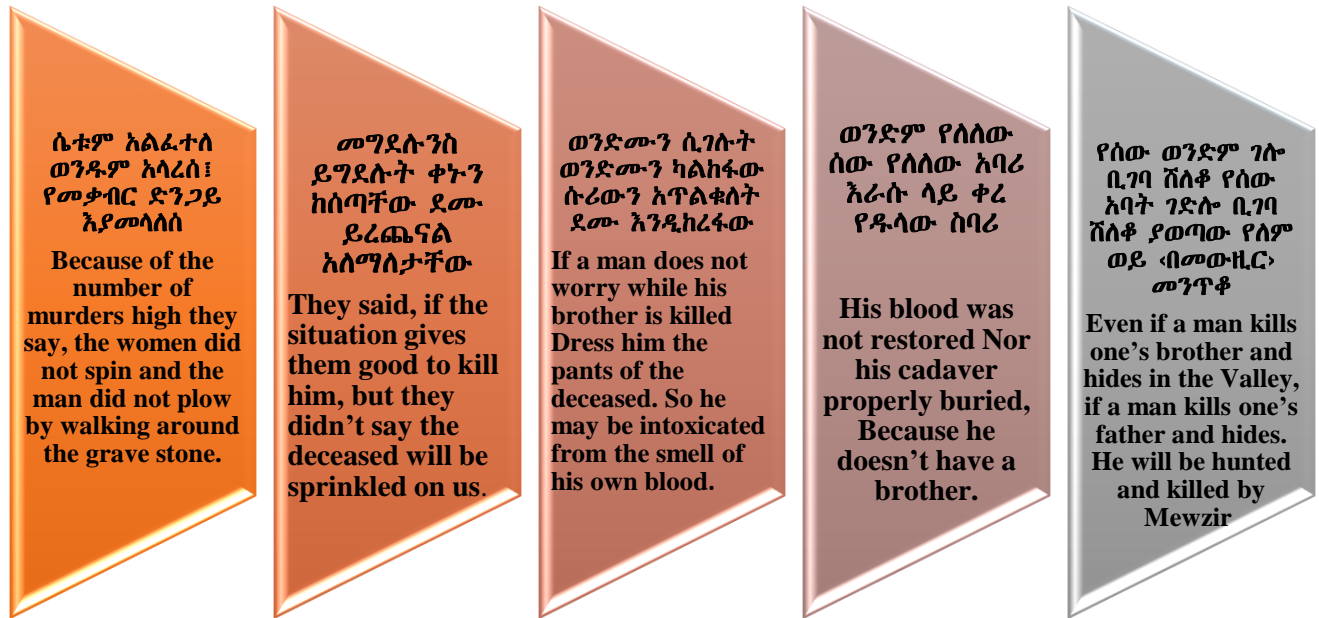 ሴቱም አልፈተለ
ወንዱም አላረሰ፤
የመቃብር ድንጋይ
እያመላለሰ
Because of the
number of
murders high they
say, the women did
not spin and the
man did not plow
by walking around
the grave stone.
መግደሉንስ
ይግደሉት ቀኑን
ከሰጣቸው ደሙ
ይረጨናል
አለማለታቸው
They said, if the
situation gives
them good to kill
him, but they
didn’t say the
deceased will be
sprinkled on us.
ወንድሙን ሲገሉት
ወንድሙን ካልከፋው
ሱሪውን አጥልቁለት
ደሙ እንዲከረፋው
If a man does not
worry while his
brother is killed
Dress him the
pants of the
deceased. So he
may be intoxicated
from the smell of
his own blood.
ወንድም የለለው
ሰው የለለው አባሪ
እራሱ ላይ ቀረ
የዱላው ስባሪ
His blood was
not restored Nor
his cadaver
properly buried,
Because he
doesn’t have a
brother.
የሰው ወንድም ገሎ
ቢገባ ሸለቆ የሰው
አባት ገድሎ ቢገባ
ሸለቆ ያወጣው የለም
ወይ ‹በመውዚር›
መንጥቆ
Even if a man kills
one’s brother and
hides in the Valley,
if a man kills one’s
father and hides.
He will be hunted
and killed by
Mewzir